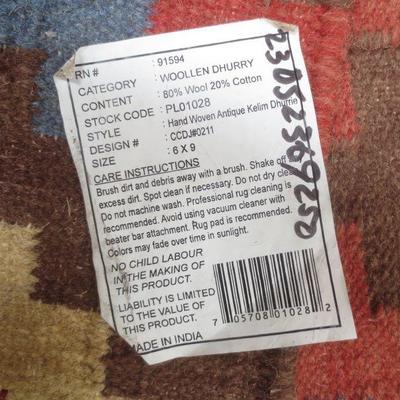 RN # : 91594
CATEGORY : WOOLLEN DHURRY
CONTENT : 80% Wool 20% Cotton
STOCK CODE : PL01028
STYLE : Hand Woven Antique Kelim Dhurrie
DESIGN # : CCDJ#0211
SIZE : 6 X 9
CARE INSTRUCTIONS
Brush dirt and debris away with a brush. Shake off
excess dirt. Spot clean if necessary. Do not dry clean.
Do not machine wash. Professional rug cleaning is
recommended. Avoid using vacuum cleaner with
beater bar attachment. Rug pad is recommended.
Colors may fade over time in sunlight.
NO CHILD LABOUR
IN THE MAKING OF
THIS PRODUCT.
LIABILITY IS LIMITED
TO THE VALUE OF
THIS PRODUCT.
MADE IN INDIA
7 05708 01028 2